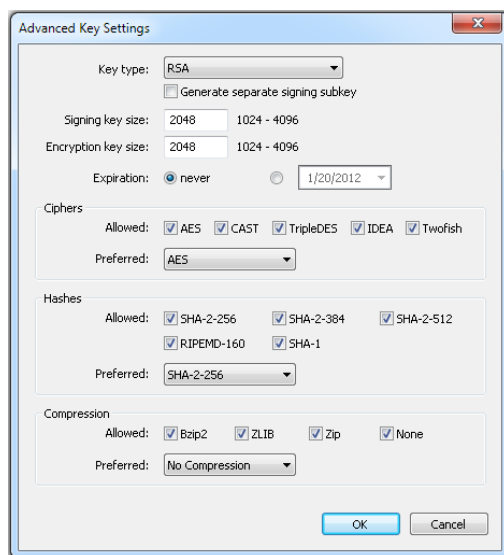 Advanced Key Settings
Key type: RSA
Generate separate signing subkey
Signing key size: 2048 1024 - 4096
Encryption key size: 2048 1024 - 4096
Expiration: never 1/20/2012
Ciphers
Allowed: AES CAST TripleDES IDEA Twofish
Preferred: AES
Hashes
Allowed: SHA-2-256 SHA-2-384 SHA-2-512
RIPEMD-160 SHA-1
Preferred: SHA-2-256
Compression
Allowed: Bzip2 ZLIB Zip None
Preferred: No Compression
OK Cancel